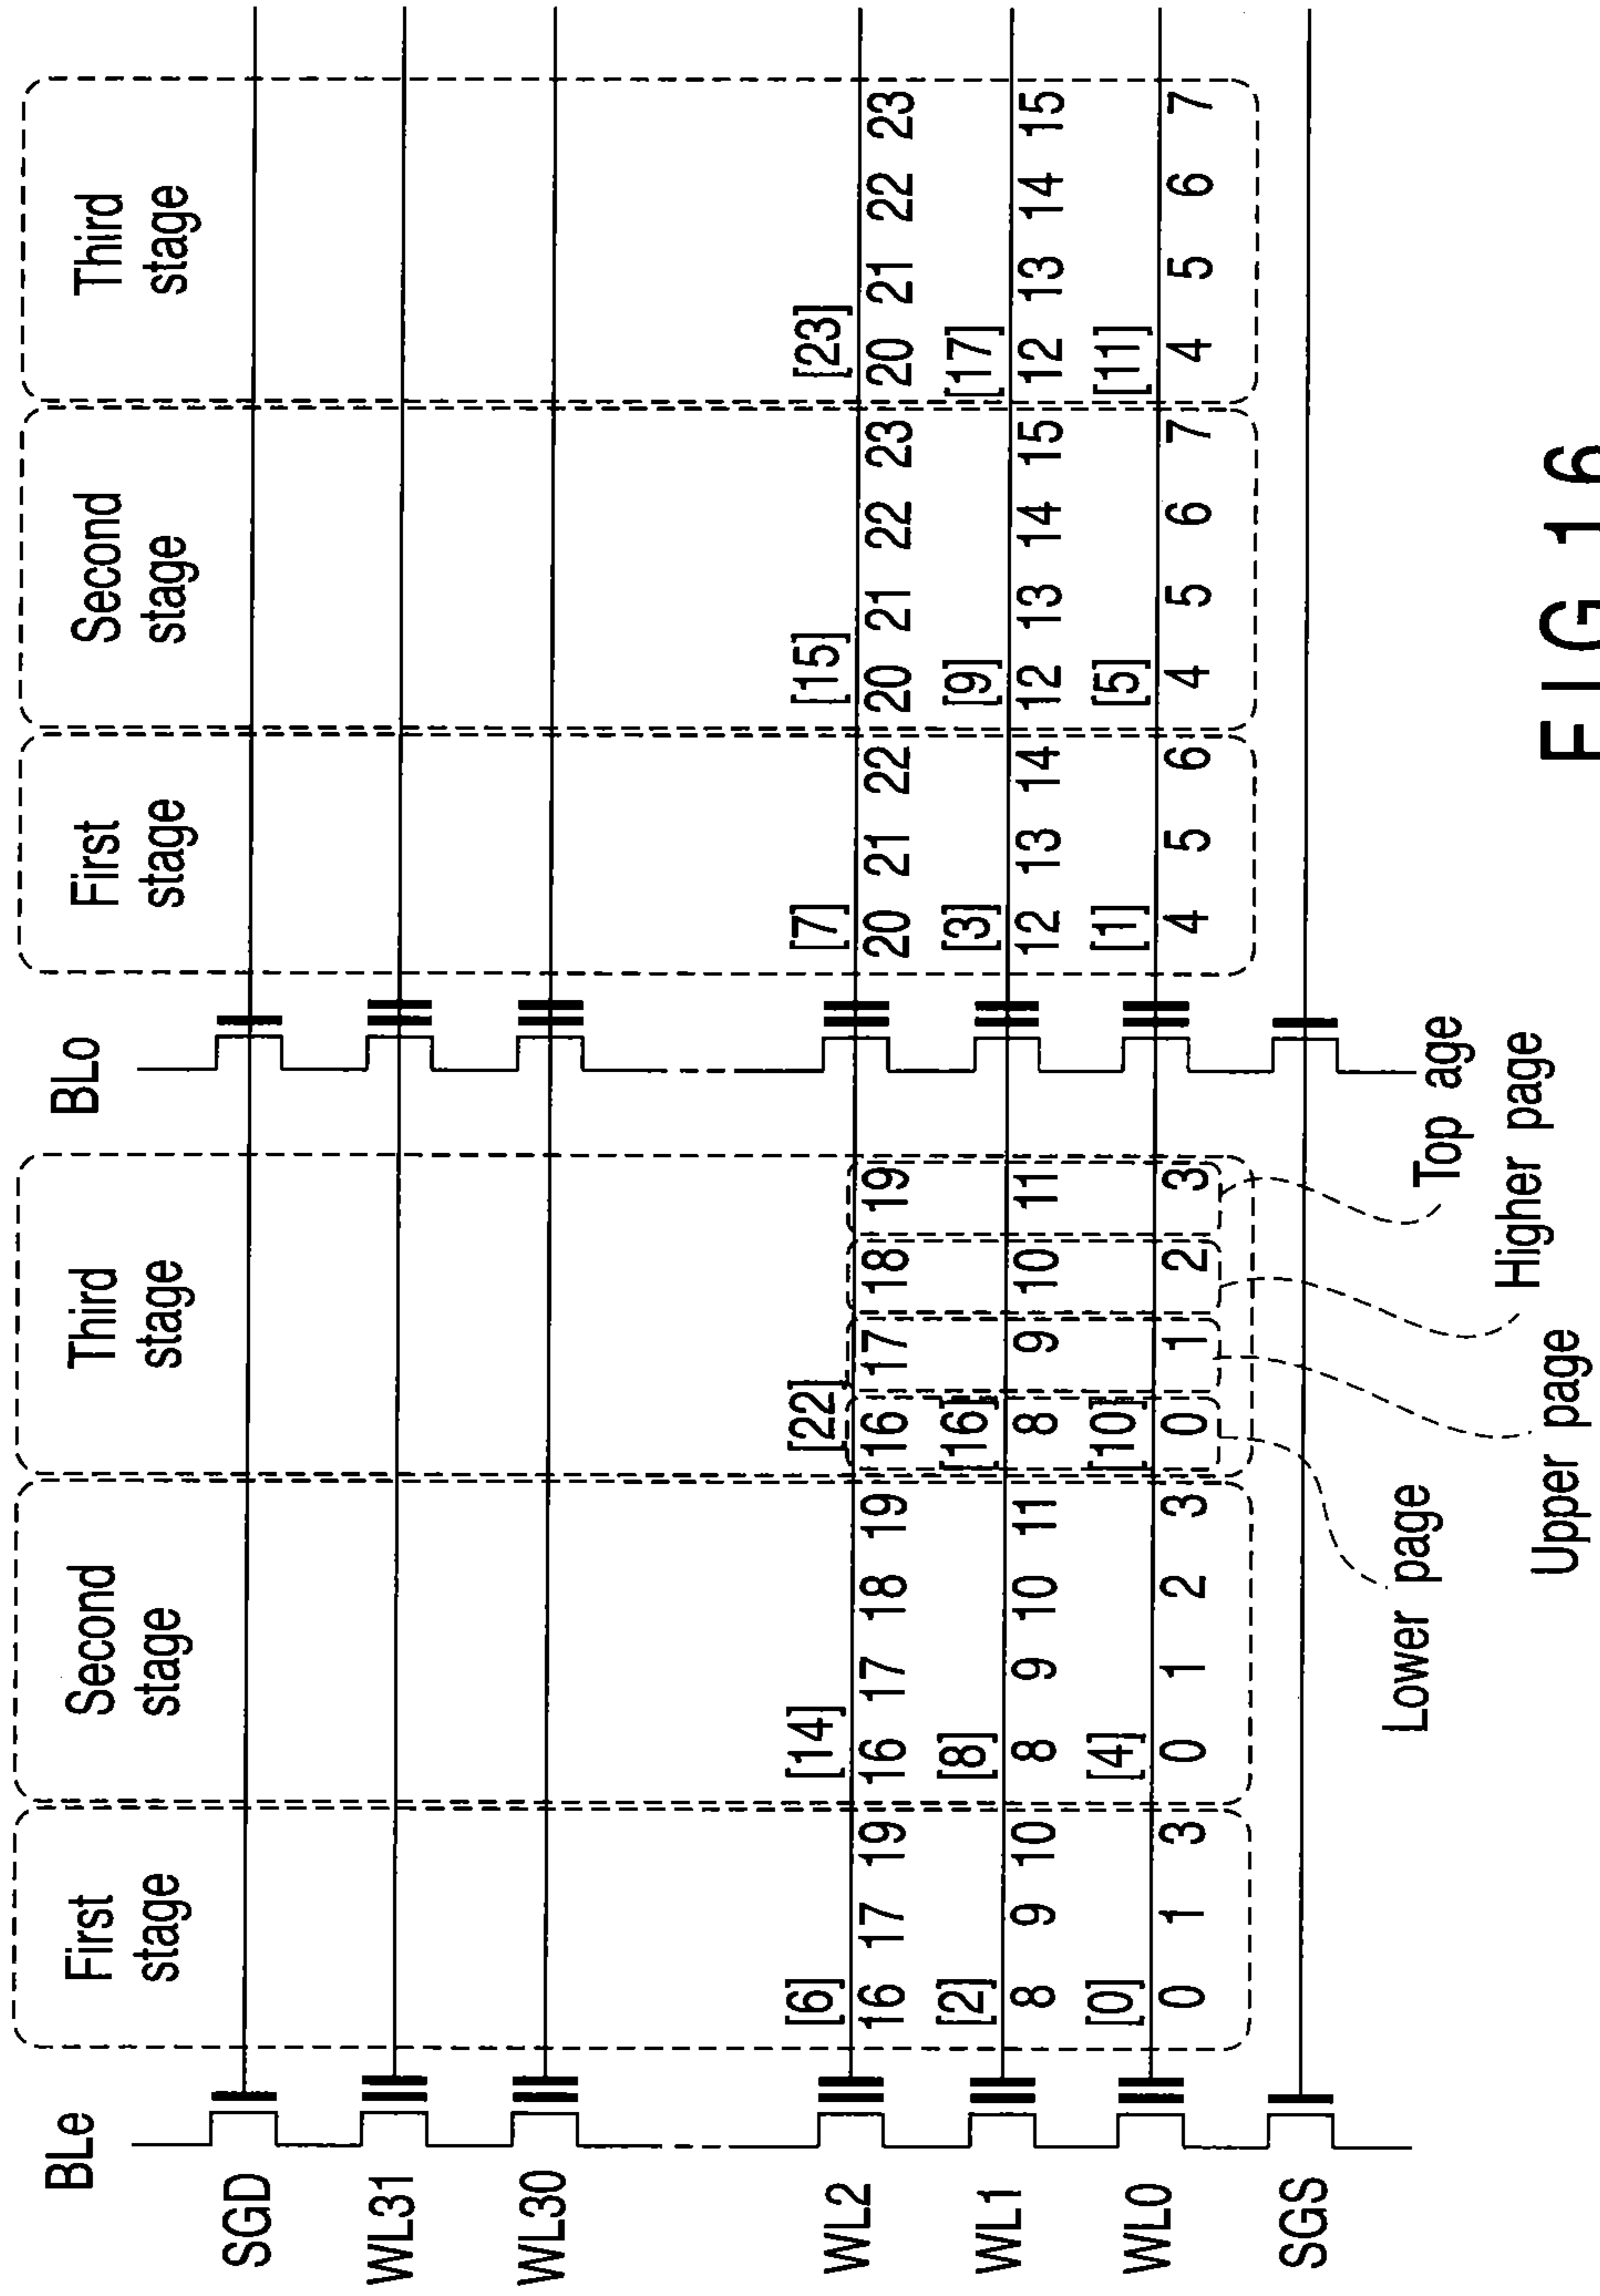 BLe
First stage
Second stage
Third stage
BLo
First stage
Second stage
Third stage
SGD
WL31
WL30
[6] [14] [22] [7] [15] [23]
WL2 16 17 19 16 17 18 19 16 17 18 19 20 21 22 20 21 22 23 20 21 22 23
[2] [8] [16] [3] [9] [17]
WL1 8 9 10 8 9 10 11 8 9 10 11 12 13 14 12 13 14 15 12 13 14 15
[0] [4] [10] [1] [5] [11]
WL0 0 1 3 0 1 2 3 0 1 2 3 4 5 6 4 5 6 7 4 5 6 7
SGS
Lower page
Upper page
Higher page
Top age
FIG 16